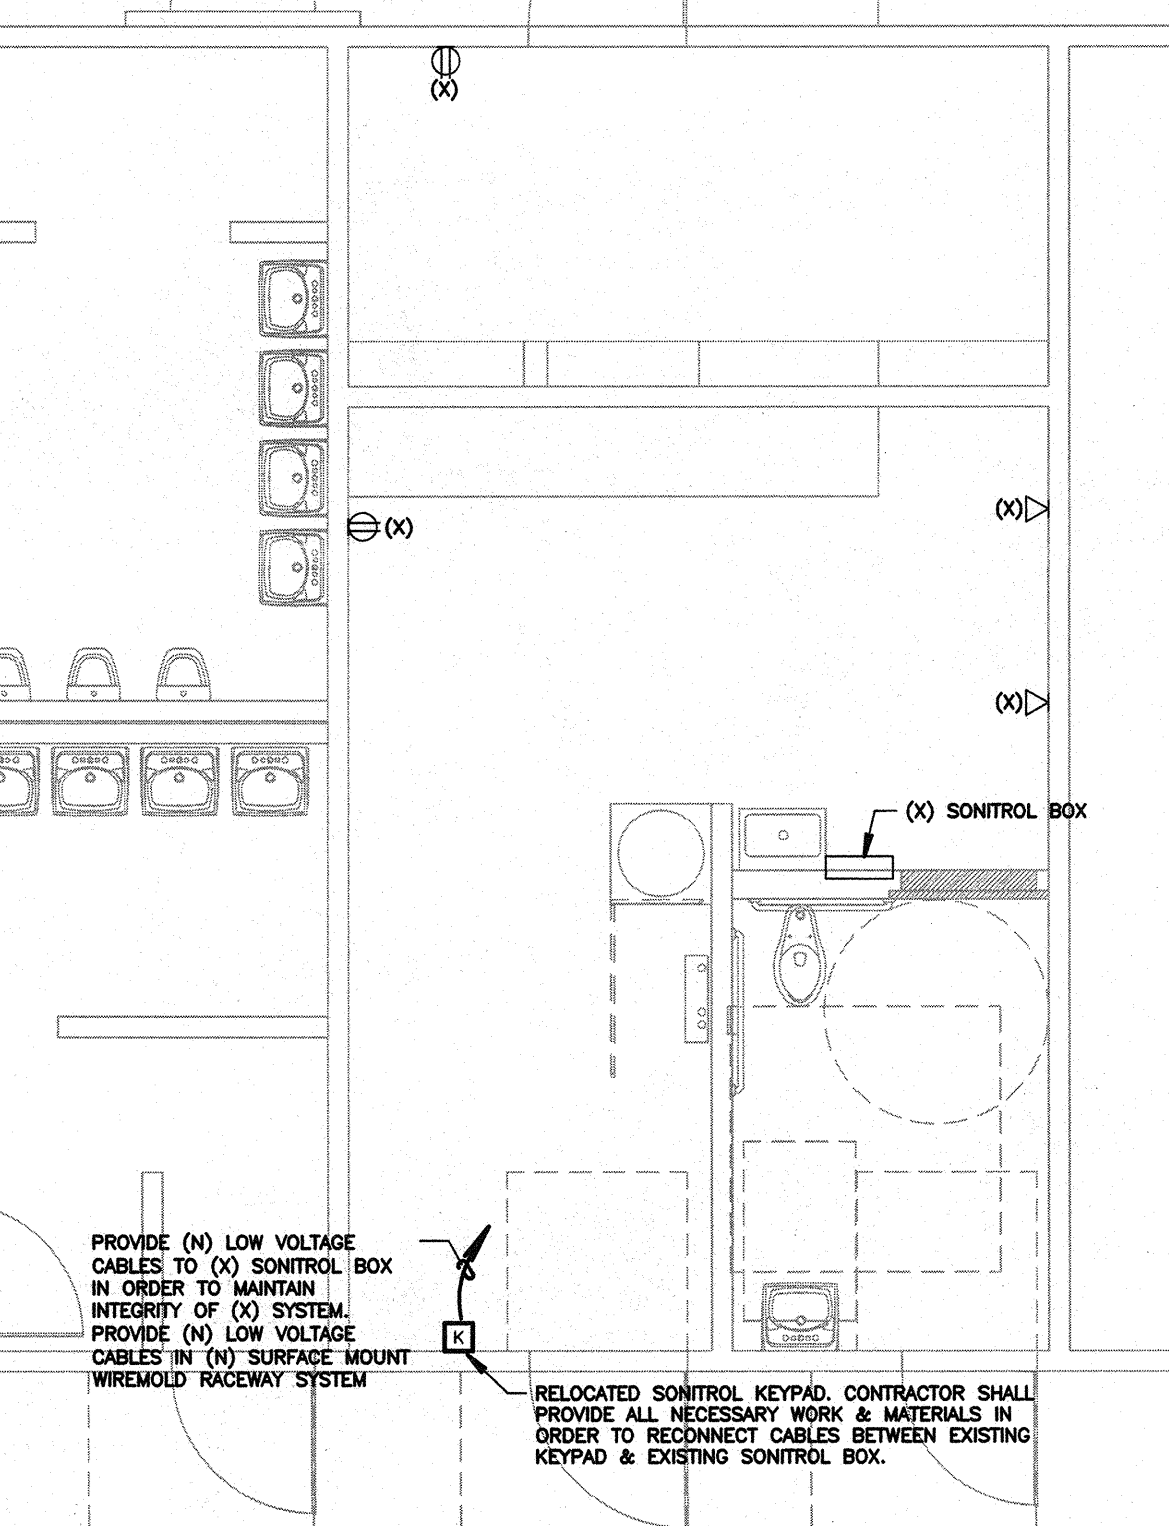 (X)
(X)
(X)
(X)
(X) SONITROL BOX
PROVIDE (N) LOW VOLTAGE
CABLES TO (X) SONITROL BOX
IN ORDER TO MAINTAIN
INTEGRITY OF (X) SYSTEM.
PROVIDE (N) LOW VOLTAGE
CABLES IN (N) SURFACE MOUNT
WIREMOLD RACEWAY SYSTEM
K
RELOCATED SONITROL KEYPAD. CONTRACTOR SHALL
PROVIDE ALL NECESSARY WORK & MATERIALS IN
ORDER TO RECONNECT CABLES BETWEEN EXISTING
KEYPAD & EXISTING SONITROL BOX.